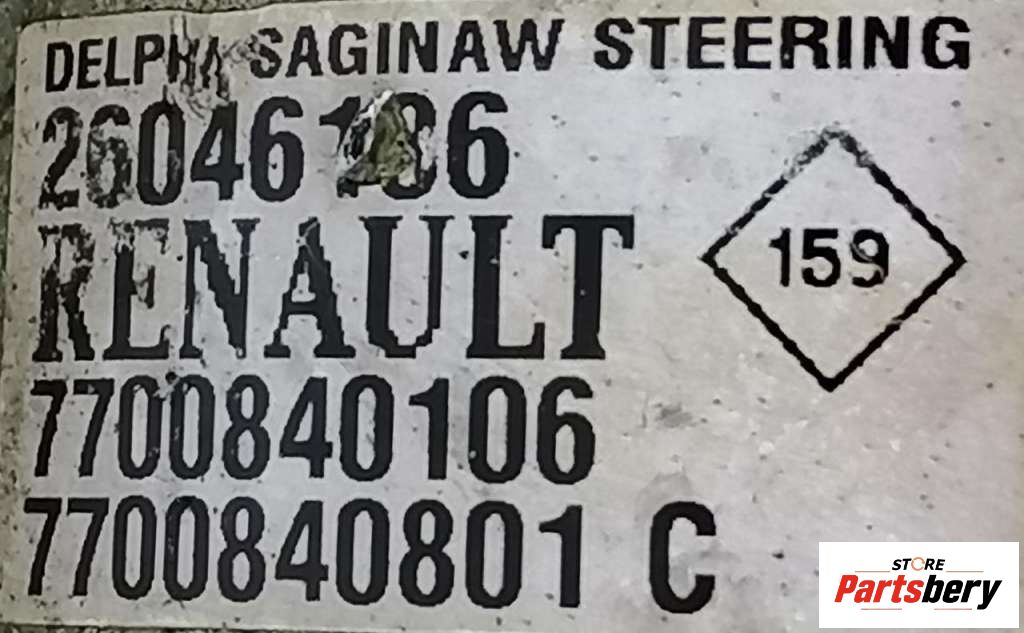 SAGINAW STEERING
RENAULT
159
7700840106
7700840801 C
STORE
Partsbery